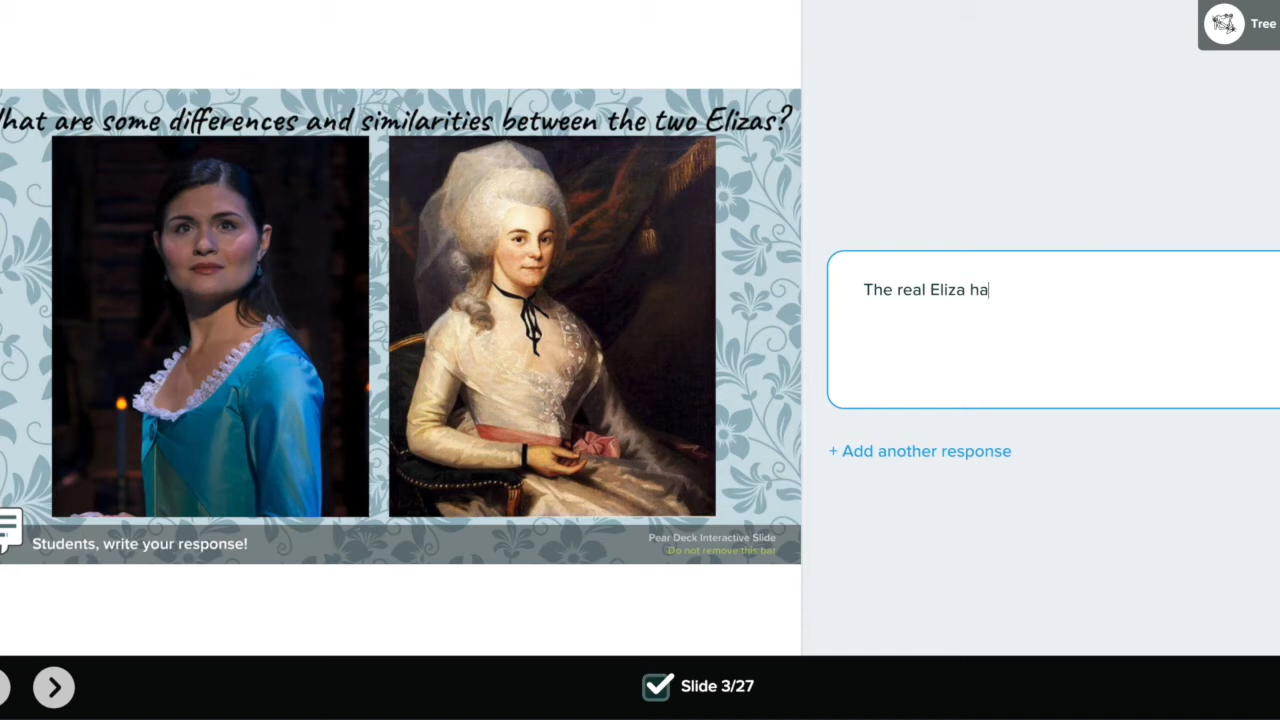 Tree
hat are some differences and similarities between the two Elizas?
The real Eliza ha
+ Add another response
Students, write your response!
Pear Deck Interactive Slide
Do not remove this bar
Slide 3/27